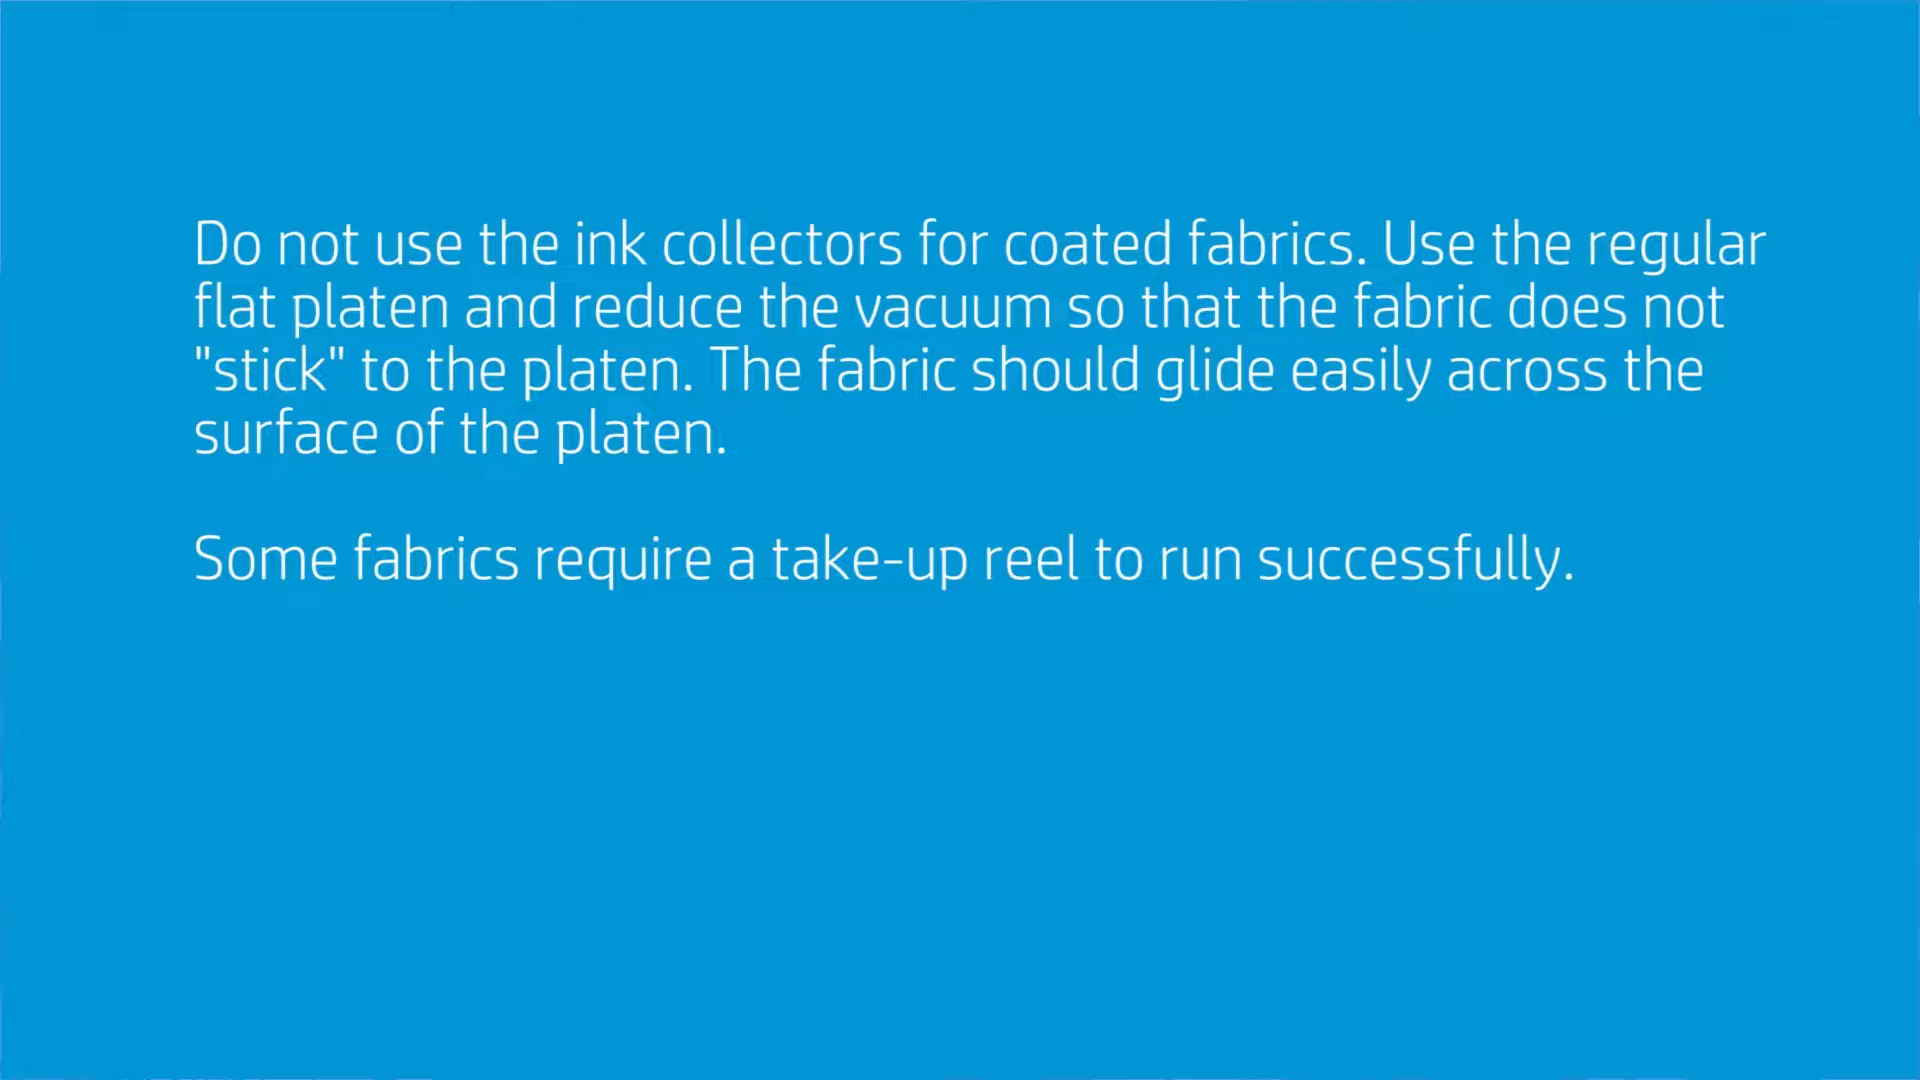 Do not use the ink collectors for coated fabrics. Use the regular
flat platen and reduce the vacuum so that the fabric does not
"stick" to the platen. The fabric should glide easily across the
surface of the platen.
Some fabrics require a take-up reel to run successfully.